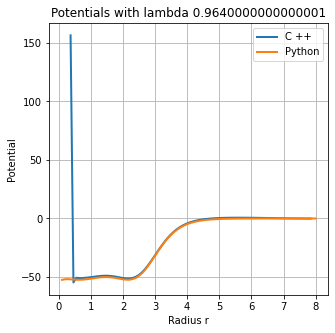 Potentials with lambda 0.9640000000000001
C ++
Python
150
100
50
0
−50
Potential
0 1 2 3 4 5 6 7 8
Radius r